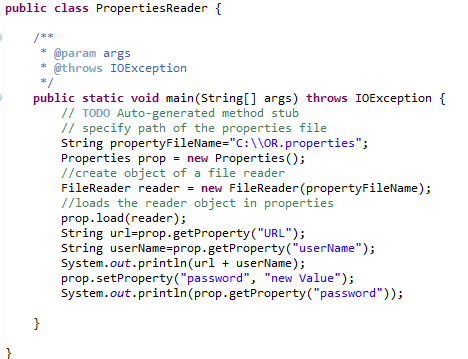 public class PropertiesReader {
/**
* @param args
* @throws IOException
*/
public static void main(String[] args) throws IOException {
// TODO Auto-generated method stub
// specify path of the properties file
String propertyFileName="C:\\OR.properties";
Properties prop = new Properties();
//create object of a file reader
FileReader reader = new FileReader(propertyFileName);
//loads the reader object in properties
prop.load(reader);
String url=prop.getProperty("URL");
String userName=prop.getProperty("userName");
System.out.println(url + userName);
prop.setProperty("password", "new Value");
System.out.println(prop.getProperty("password"));
}
}